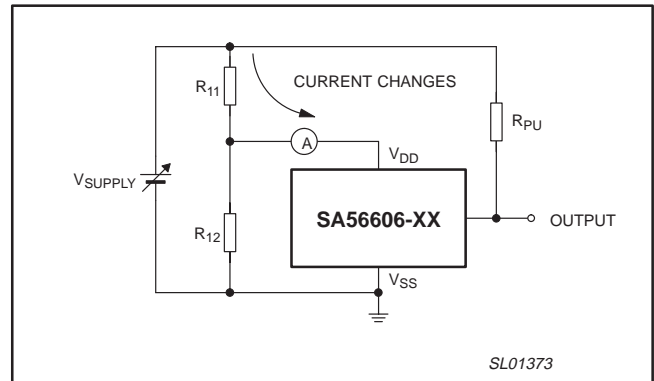 R11
CURRENT CHANGES
RPU
A
VDD
VSUPPLY
SA56606-XX
OUTPUT
R12
VSS
SL01373